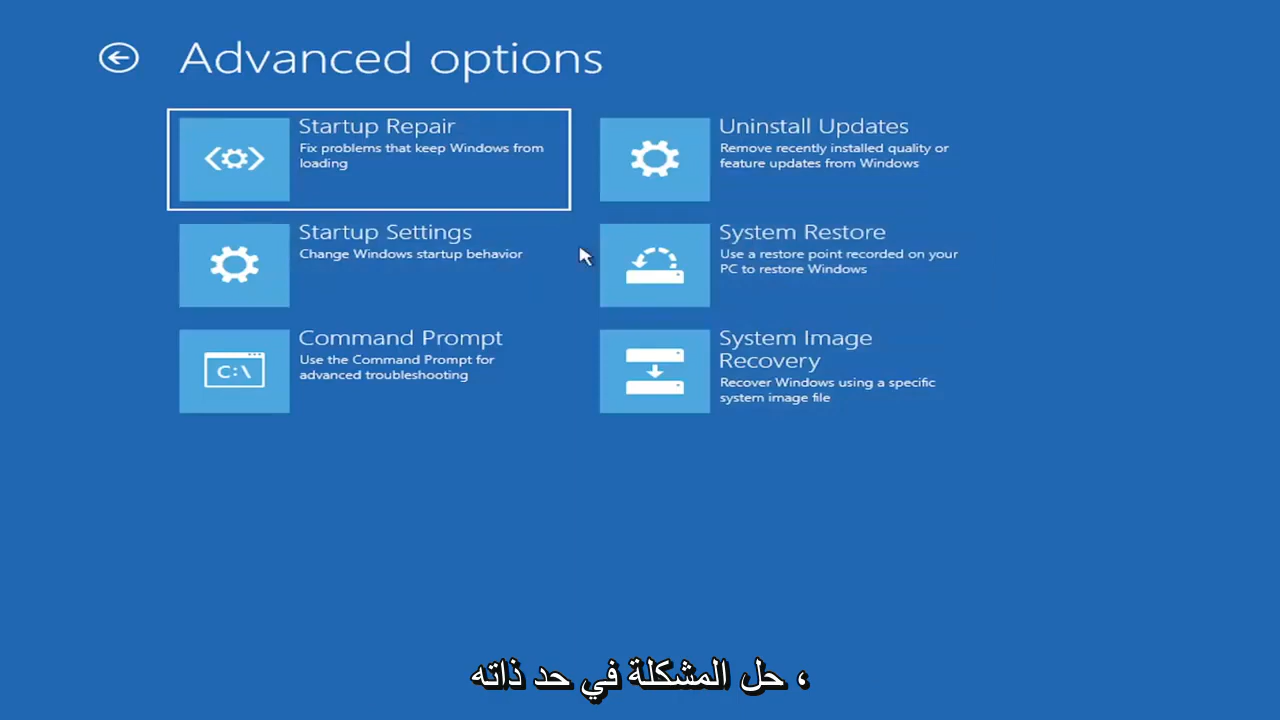 Advanced options
Startup Repair
Fix problems that keep Windows from
loading
Uninstall Updates
Remove recently installed quality or
feature updates from Windows
Startup Settings
Change Windows startup behavior
System Restore
Use a restore point recorded on your
PC to restore Windows
Command Prompt
Use the Command Prompt for
advanced troubleshooting
C:\
System Image
Recovery
Recover Windows using a specific
system image file
، حل المشكلة في حد ذاته